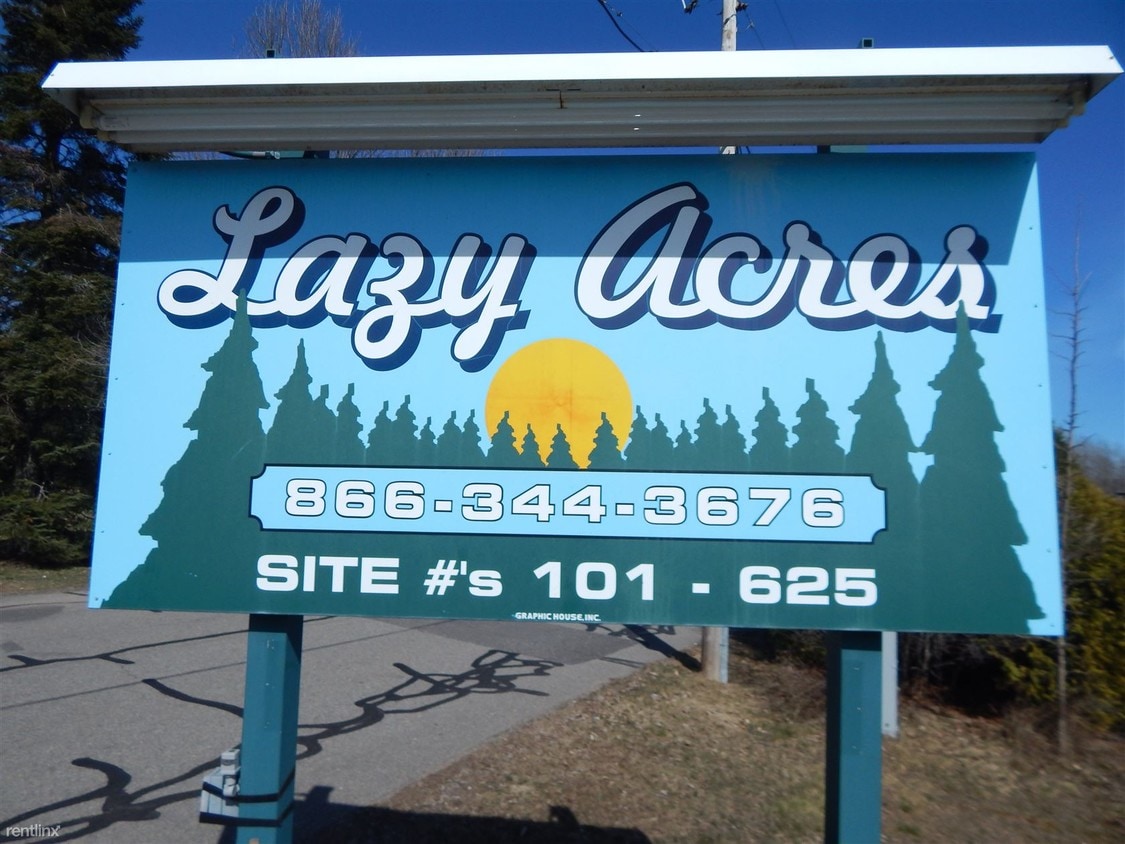 Lazy Acres
866-344-3676
SITE #'s 101 - 625
GRAPHIC HOUSE, INC.
rentlinx